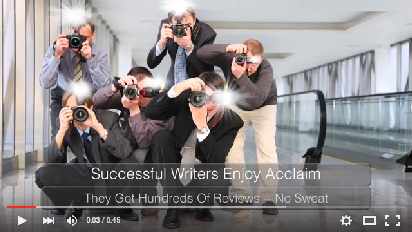 Successful Writers Enjoy Acclaim
They Got Hundreds Of Reviews - No Sweat
0:03 / 0:45